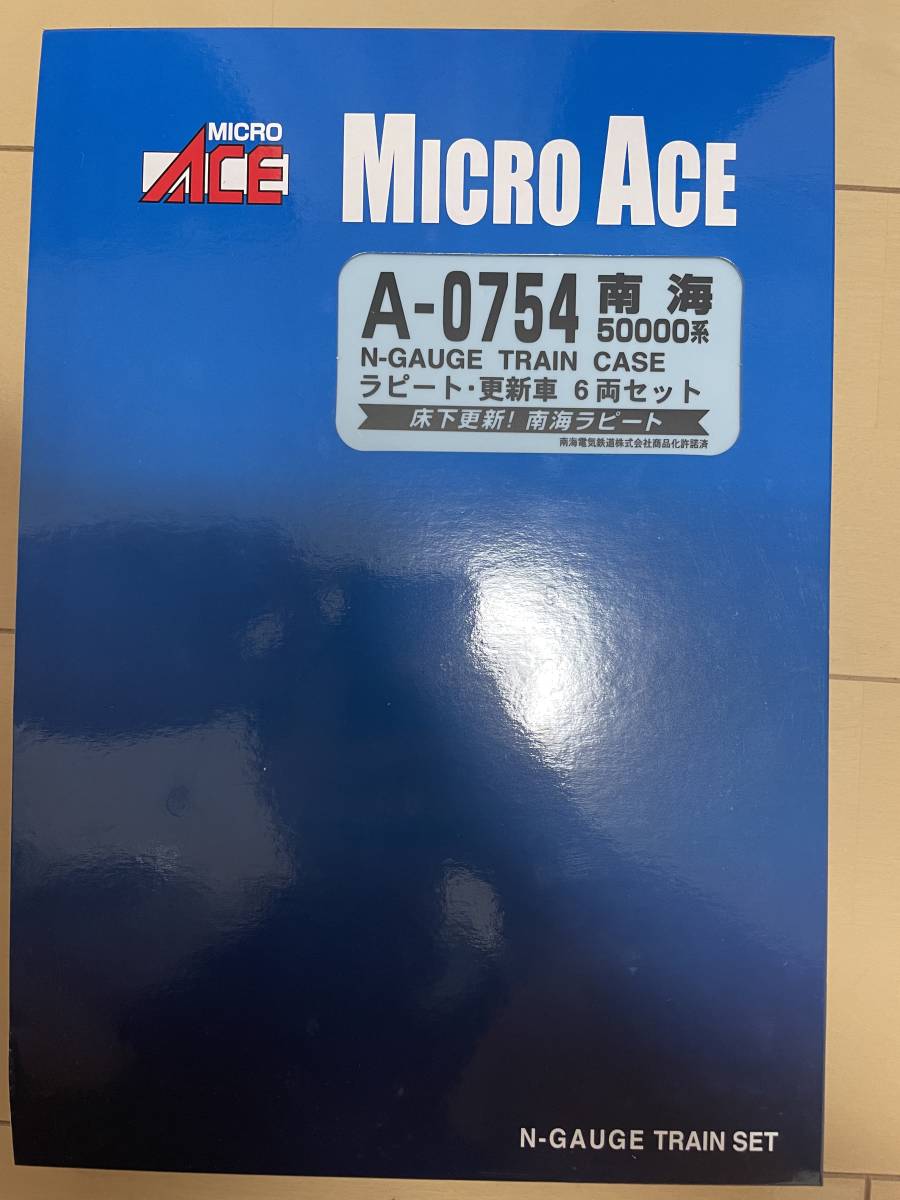 MICRO
ACE
MICRO ACE
A-0754 南海
50000系
N-GAUGE TRAIN CASE
ラピート・更新車 6両セット
床下更新! 南海ラピート
南海電気鉄道株式会社商品化許諾済
N-GAUGE TRAIN SET